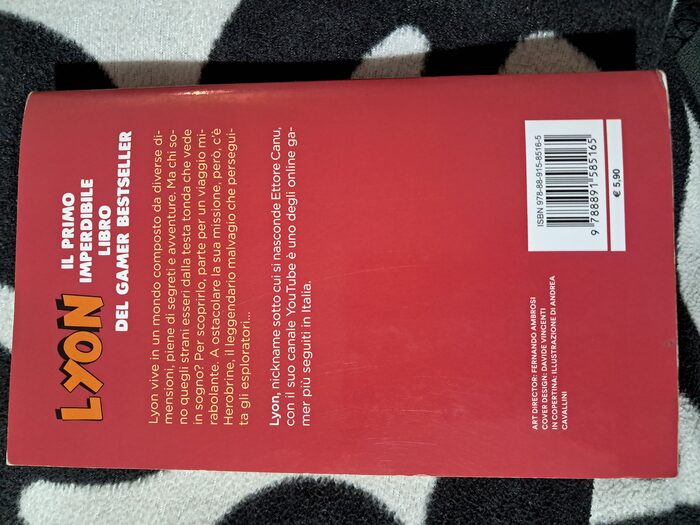 LYON
IL PRIMO
IMPERDIBILE
LIBRO
DEL GAMER BESTSELLER
Lyon vive in un mondo composto da diverse di-
mensioni, piene di segreti e avventure. Ma chi so-
no quegli strani esseri dalla testa tonda che vede
in sogno? Per scoprirlo, parte per un viaggio mi-
rabolante. A ostacolare la sua missione, però, c'è
Herobrine, il leggendario malvagio che persegui-
ta gli esploratori...
Lyon, nickname sotto cui si nasconde Ettore Canu,
con il suo canale YouTube è uno degli online ga-
mer più seguiti in Italia.
ART DIRECTOR: FERNANDO AMBROSI
COVER DESIGN: DAVIDE VINCENTI
IN COPERTINA: ILLUSTRAZIONE DI ANDREA
CAVALLINI
ISBN 978-88-915-8516-5
9 788891 585165
€ 5,90